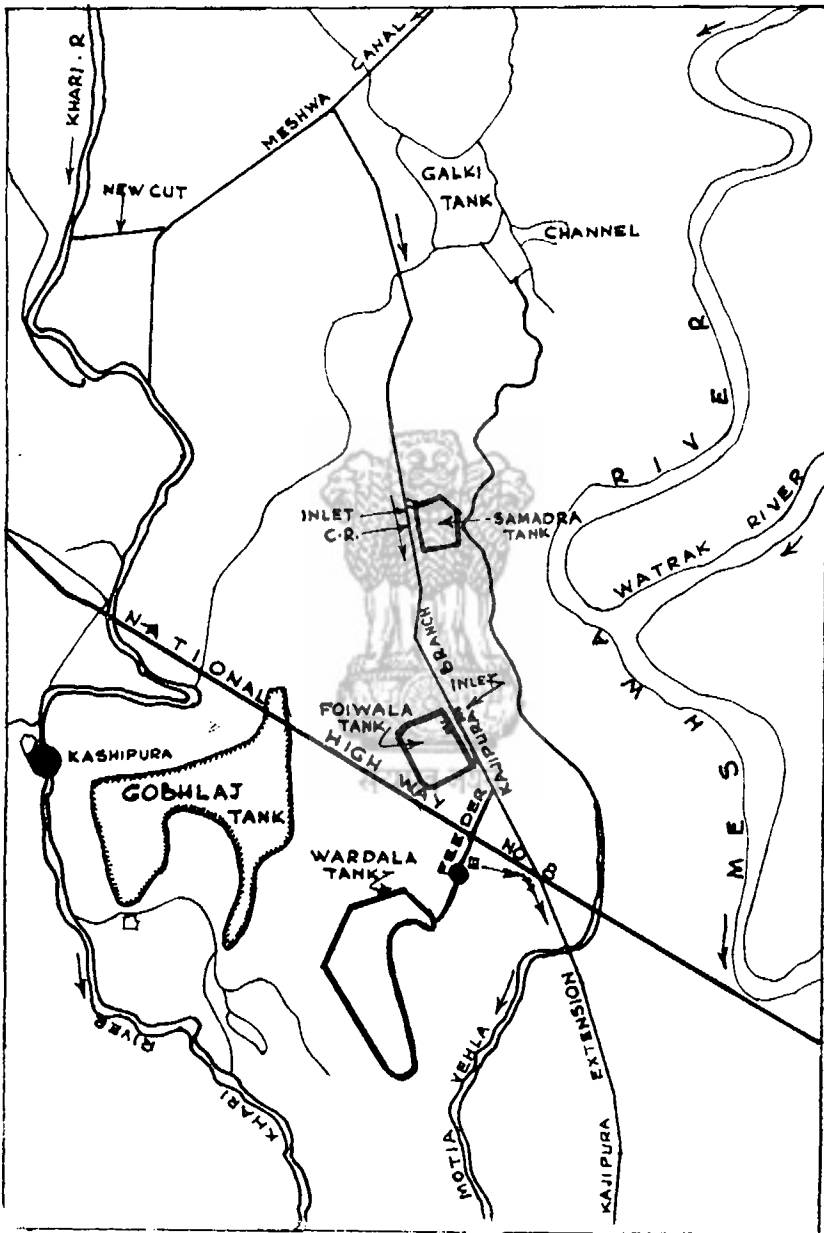 KHARI . R
MESHWA CANAL
NEW CUT
GALKI
TANK
CHANNEL
RIVER
INLET
C.R.
SAMADRA
TANK
WATRAK RIVER
MESHWA
NATIONAL HIGH WAY NO 8
KAJIPURA BRANCH
INLET
FOIWALA
TANK
KASHIPURA
GOBHLAJ
TANK
FEEDER
WARDALA
TANK
B
RIVER
KHARI
MOTIA VEHLA
KAJIPURA EXTENSION